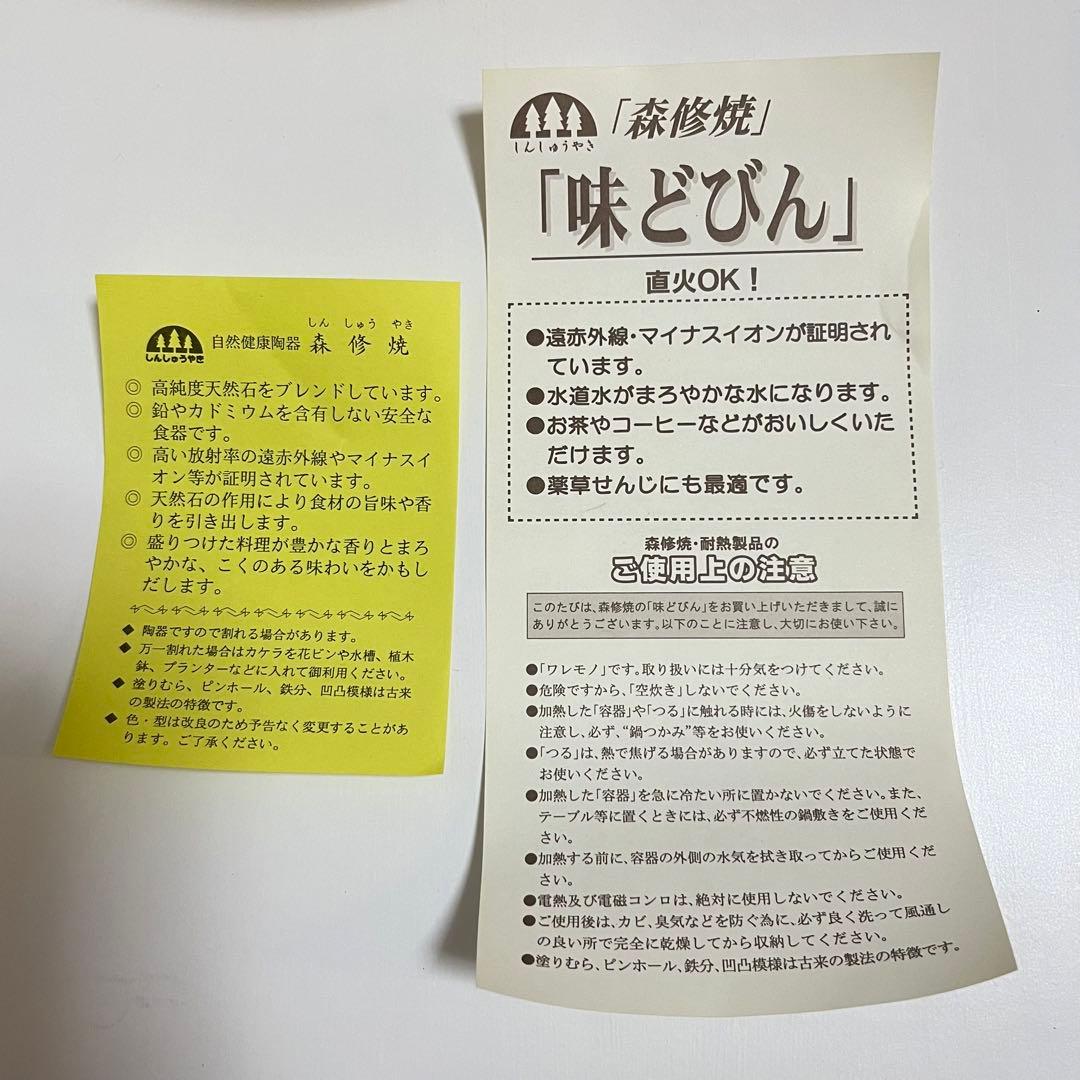 しん しゅう やき
しんしゅうやき
自然健康陶器 森修焼
◎ 高純度天然石をブレンドしています。
◎ 鉛やカドミウムを含有しない安全な
食器です。
◎ 高い放射率の遠赤外線やマイナスイ
オン等が証明されています。
◎ 天然石の作用により食材の旨味や香
りを引き出します。
◎ 盛りつけた料理が豊かな香りとまろ
やかな、こくのある味わいをかもし
だします。
◆ 陶器ですので割れる場合があります。
◆ 万一割れた場合はカケラを花ビンや水槽、植木
鉢、プランターなどに入れて御利用ください。
◆ 塗りむら、ピンホール、鉄分、凹凸模様は古来
の製法の特徴です。
◆ 色・型は改良のため予告なく変更することがあ
ります。ご了承ください。
しんしゅうやき
「森修焼」
「味どびん」
直火OK!
●遠赤外線・マイナスイオンが証明され
ています。
●水道水がまろやかな水になります。
●お茶やコーヒーなどがおいしくいた
だけます。
●薬草せんじにも最適です。
森修焼・耐熱製品の
ご使用上の注意
このたびは、森修焼の「味どびん」をお買い上げいただきまして、誠に
ありがとうございます。以下のことに注意し、大切にお使い下さい。
●「ワレモノ」です。取り扱いには十分気をつけてください。
●危険ですから、「空炊き」しないでください。
●加熱した「容器」や「つる」に触れる時には、火傷をしないように
注意し、必ず、“鍋つかみ”等をお使いください。
●「つる」は、熱で焦げる場合がありますので、必ず立てた状態で
お使いください。
●加熱した「容器」を急に冷たい所に置かないでください。また、
テーブル等に置くときには、必ず不燃性の鍋敷きをご使用くだ
さい。
●加熱する前に、容器の外側の水気を拭き取ってからご使用くだ
さい。
●電熱及び電磁コンロは、絶対に使用しないでください。
●ご使用後は、カビ、臭気などを防ぐ為に、必ず良く洗って風通し
の良い所で完全に乾燥してから収納してください。
●塗りむら、ピンホール、鉄分、凹凸模様は古来の製法の特徴です。